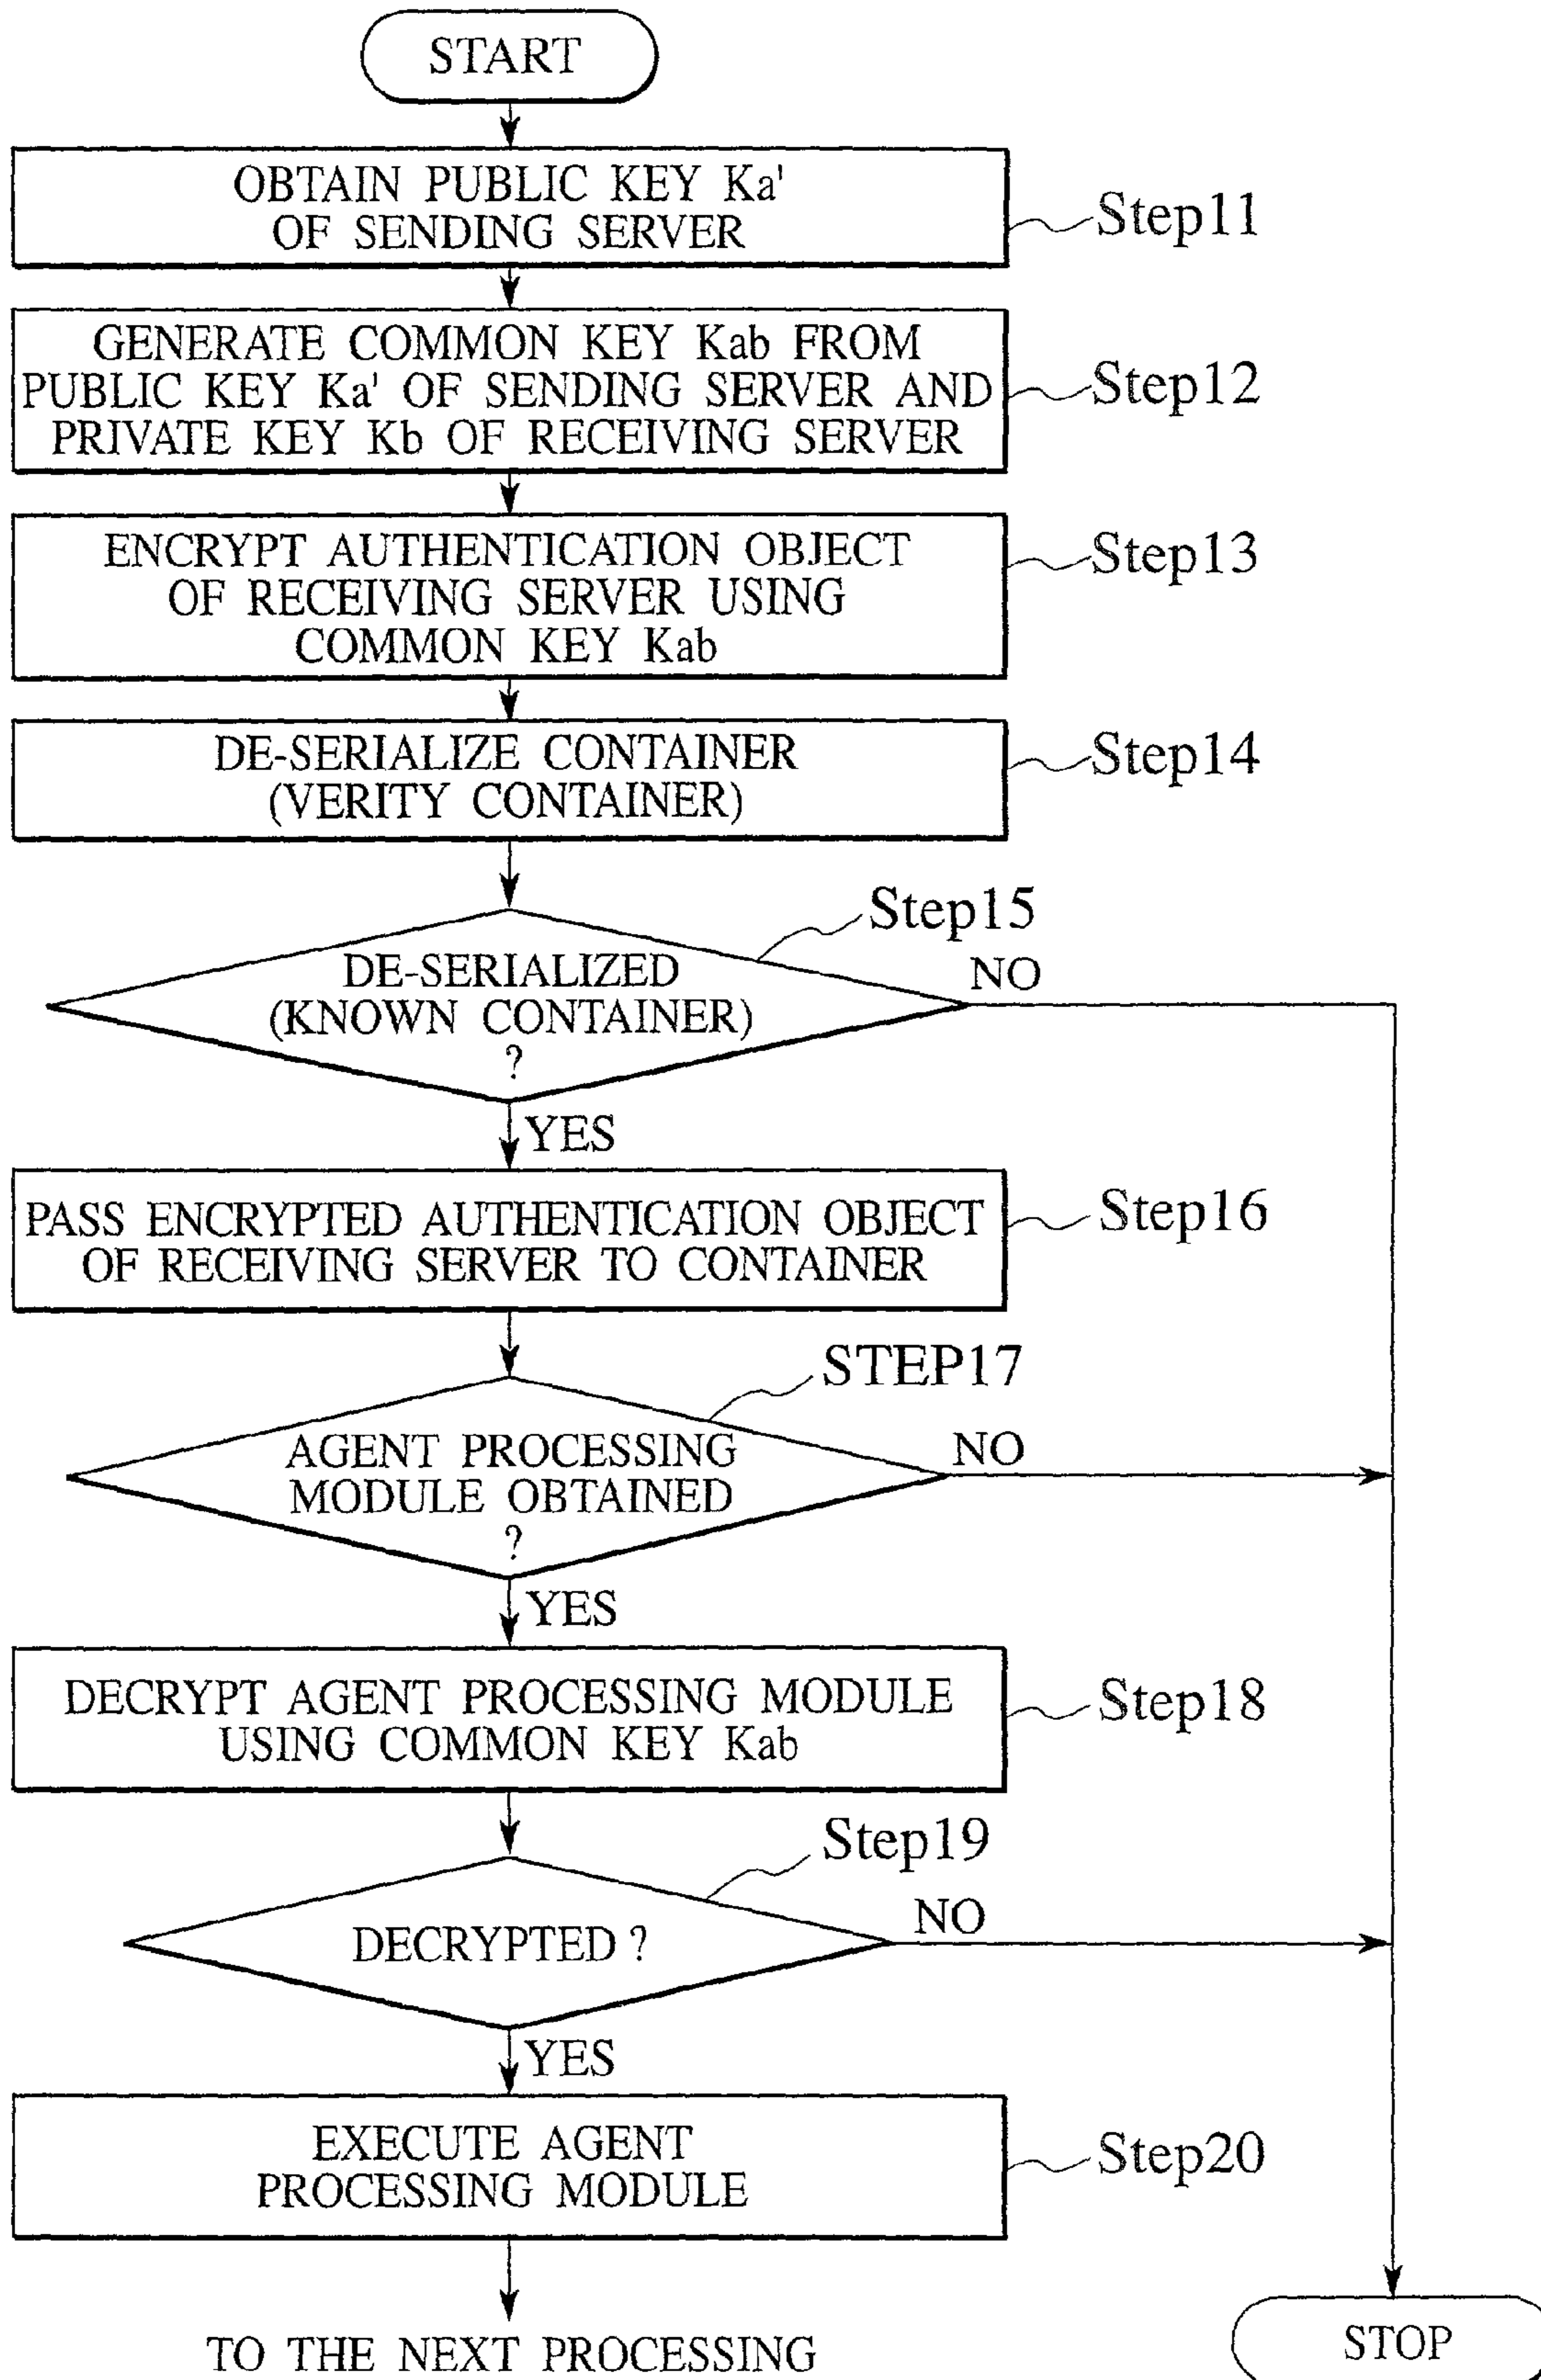 START
OBTAIN PUBLIC KEY Ka'
OF SENDING SERVER
Step11
GENERATE COMMON KEY Kab FROM
PUBLIC KEY Ka' OF SENDING SERVER AND
PRIVATE KEY Kb OF RECEIVING SERVER
Step12
ENCRYPT AUTHENTICATION OBJECT
OF RECEIVING SERVER USING
COMMON KEY Kab
Step13
DE-SERIALIZE CONTAINER
(VERITY CONTAINER)
Step14
Step15
DE-SERIALIZED
(KNOWN CONTAINER)
?
NO
YES
PASS ENCRYPTED AUTHENTICATION OBJECT
OF RECEIVING SERVER TO CONTAINER
Step16
STEP17
AGENT PROCESSING
MODULE OBTAINED
?
NO
YES
DECRYPT AGENT PROCESSING MODULE
USING COMMON KEY Kab
Step18
Step19
DECRYPTED ?
NO
YES
EXECUTE AGENT
PROCESSING MODULE
Step20
TO THE NEXT PROCESSING
STOP